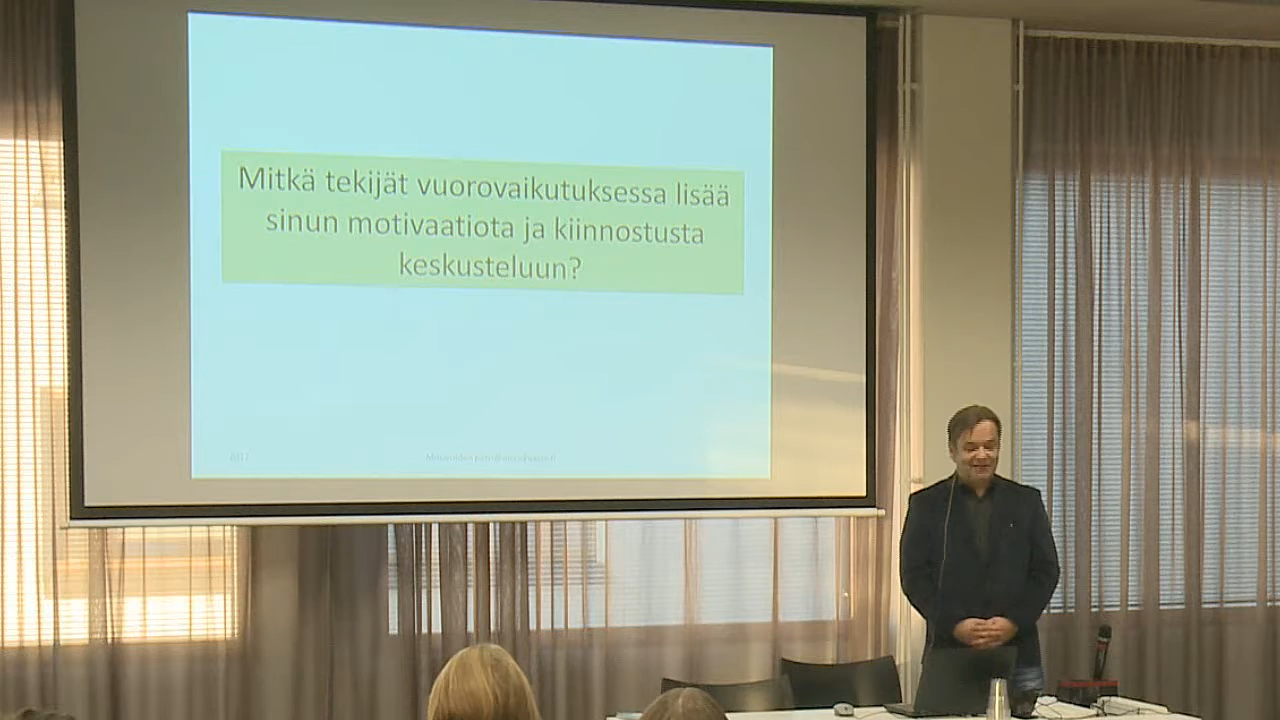 Mitkä tekijät vuorovaikutuksessa lisää
sinun motivaatiota ja kiinnostusta
keskusteluun?